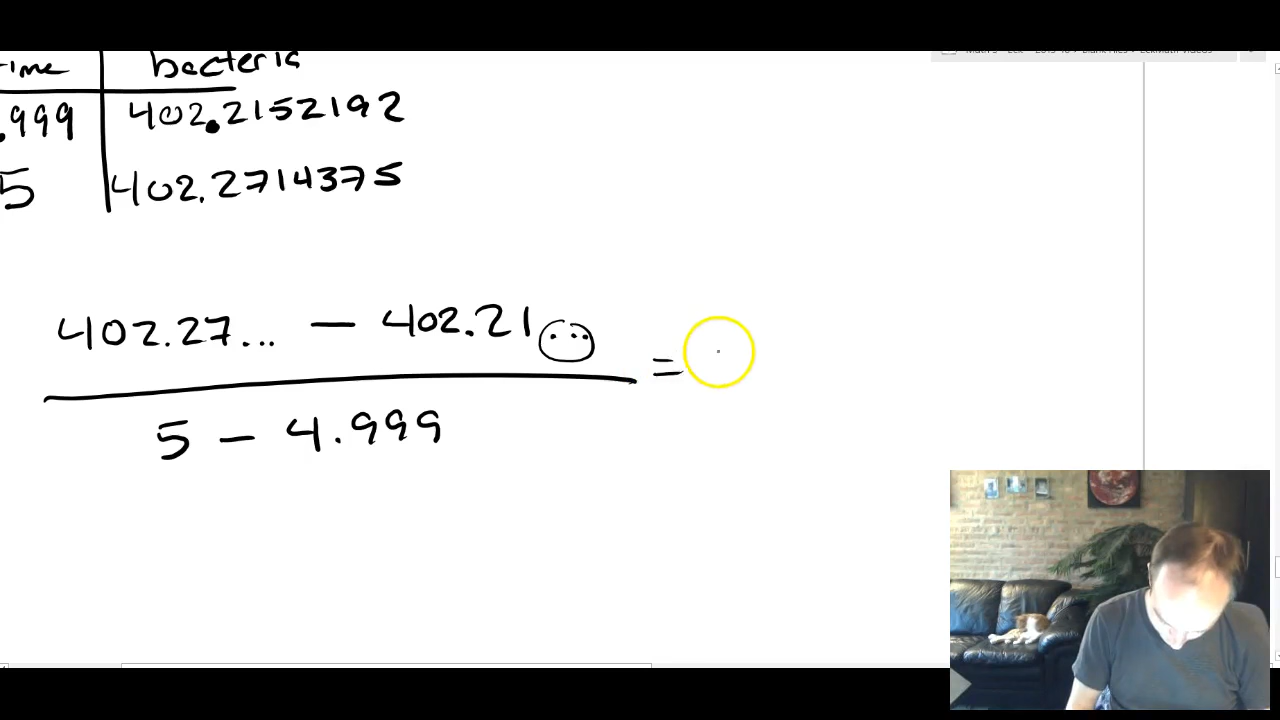 time bacteria
.999 402.2152192
5 402.2714375
402.27... – 402.21
=
5 – 4.999